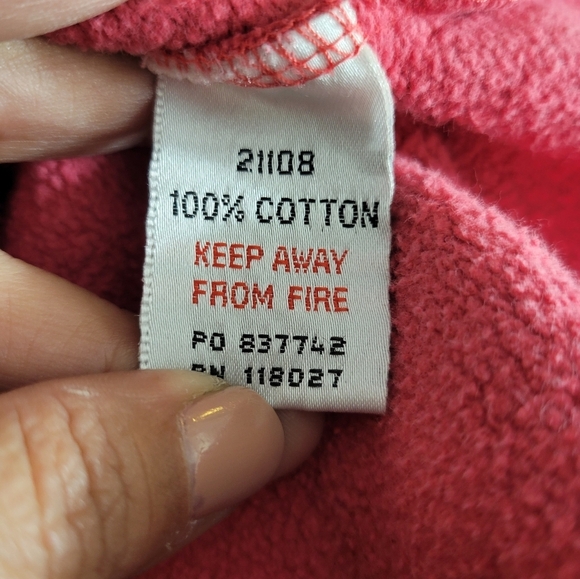 21108
100% COTTON
KEEP AWAY
FROM FIRE
PO 837742
RN 118027